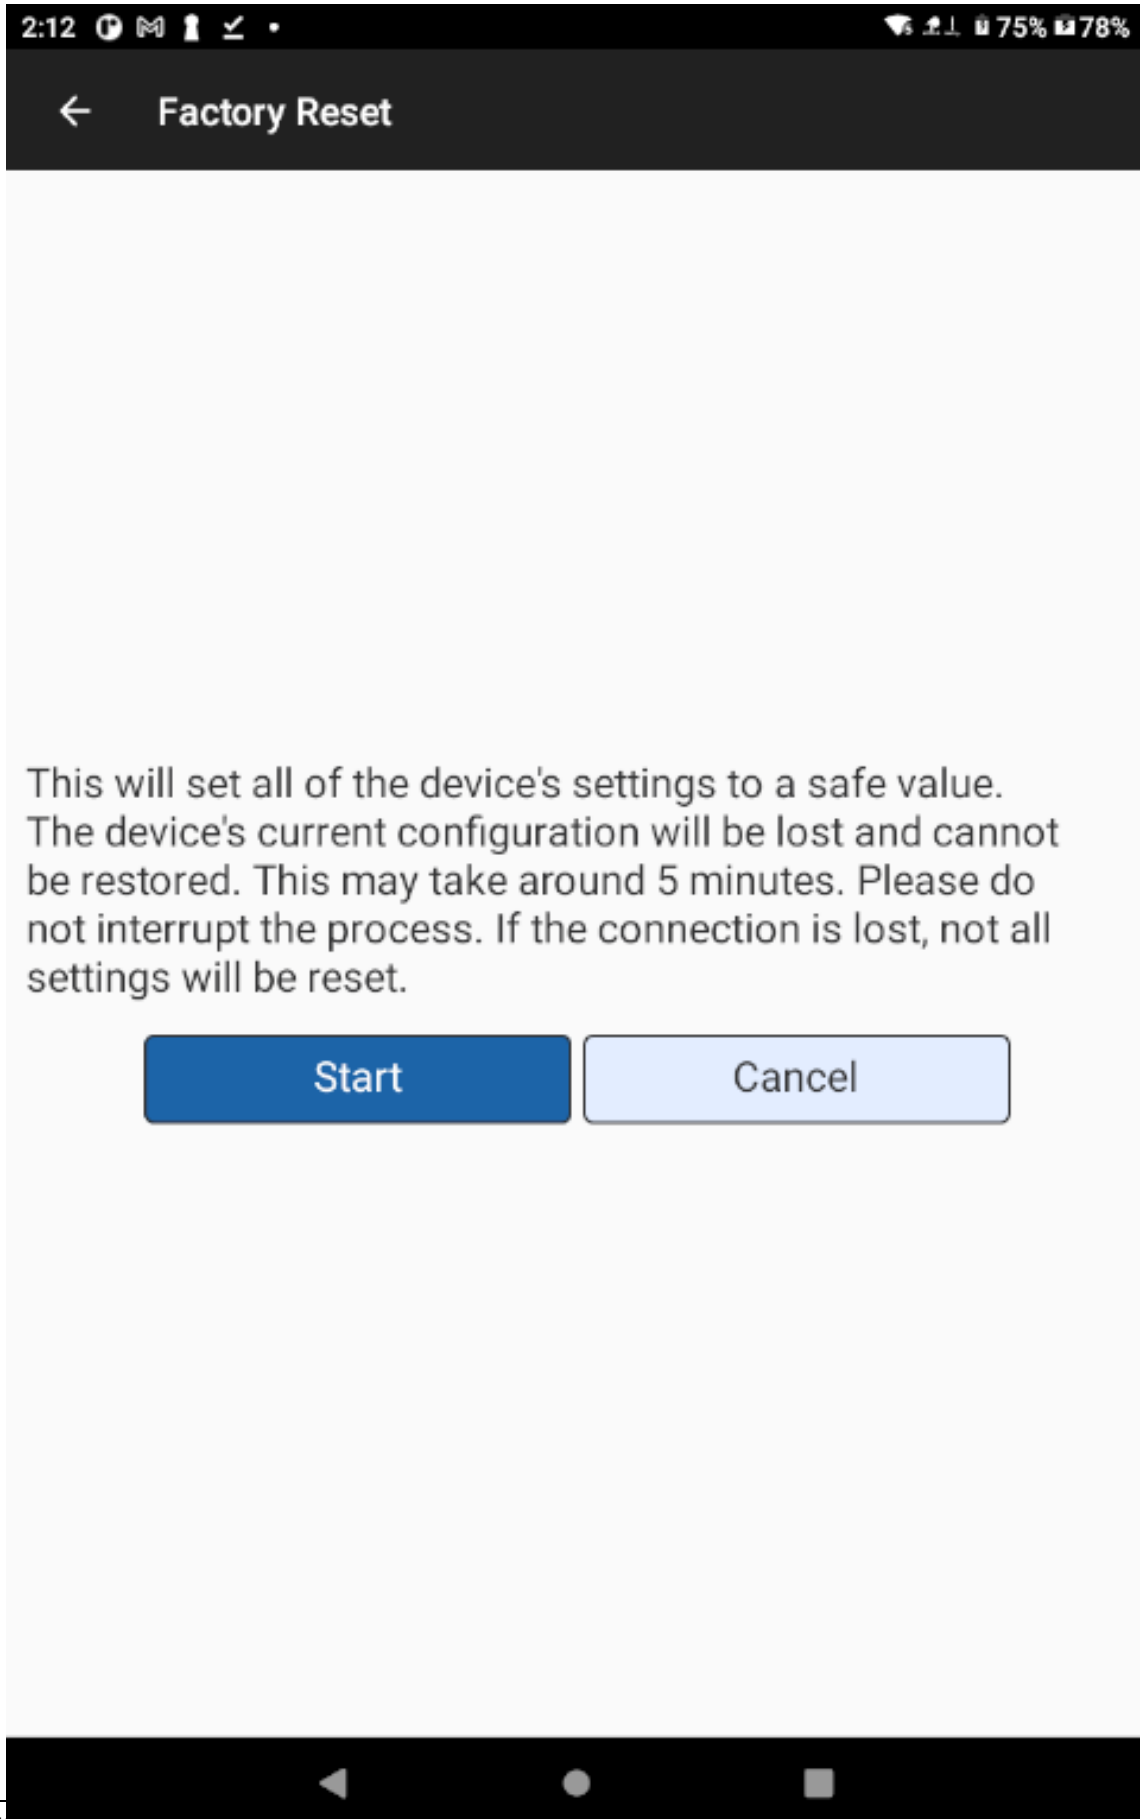 2:12 75% 78%
Factory Reset
This will set all of the device's settings to a safe value.
The device's current configuration will be lost and cannot
be restored. This may take around 5 minutes. Please do
not interrupt the process. If the connection is lost, not all
settings will be reset.
Start Cancel